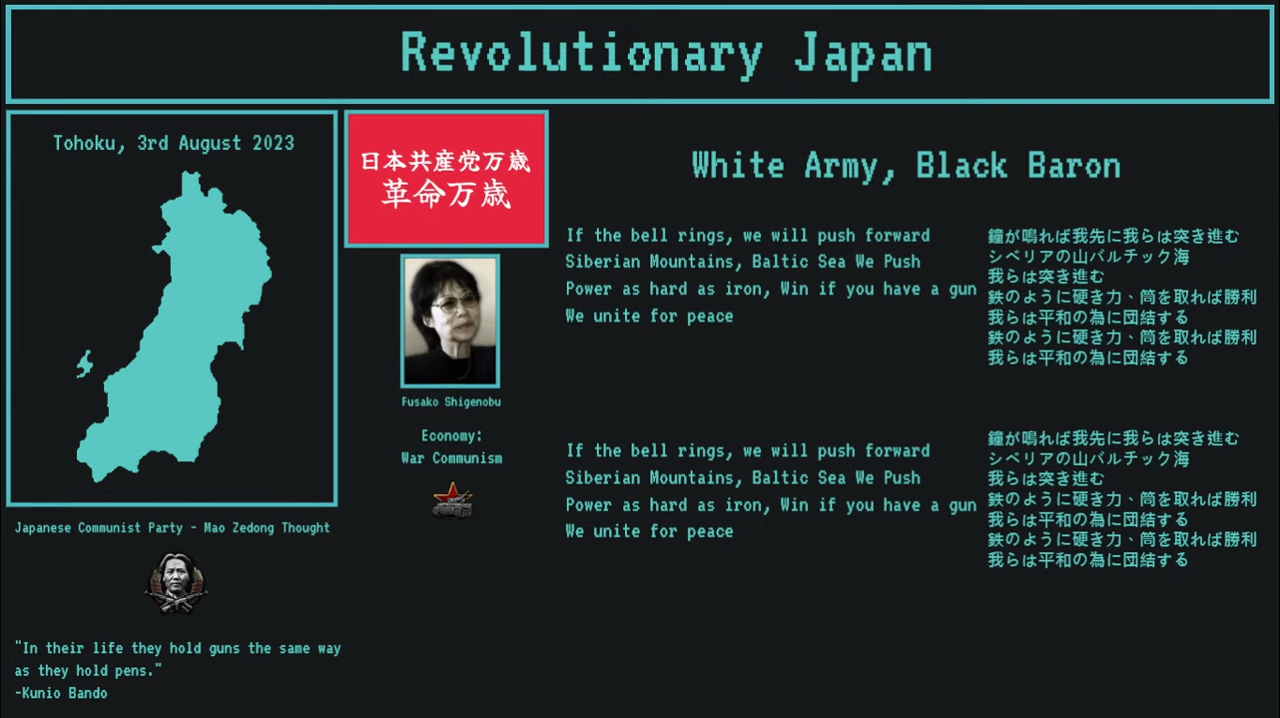 Revolutionary Japan
Tohoku, 3rd August 2023
Japanese Communist Party - Mao Zedong Thought
"In their life they hold guns the same way
as they hold pens."
-Kunio Bando
日本共産党万歳
革命万歳
Fusako Shigenobu
Economy:
War Communism
White Army, Black Baron
If the bell rings, we will push forward
Siberian Mountains, Baltic Sea We Push
Power as hard as iron, Win if you have a gun
We unite for peace
鐘が鳴れば我先に我らは突き進む
シベリアの山バルチック海
我らは突き進む
鉄のように硬き力、筒を取れば勝利
我らは平和の為に団結する
鉄のように硬き力、筒を取れば勝利
我らは平和の為に団結する
If the bell rings, we will push forward
Siberian Mountains, Baltic Sea We Push
Power as hard as iron, Win if you have a gun
We unite for peace
鐘が鳴れば我先に我らは突き進む
シベリアの山バルチック海
我らは突き進む
鉄のように硬き力、筒を取れば勝利
我らは平和の為に団結する
鉄のように硬き力、筒を取れば勝利
我らは平和の為に団結する